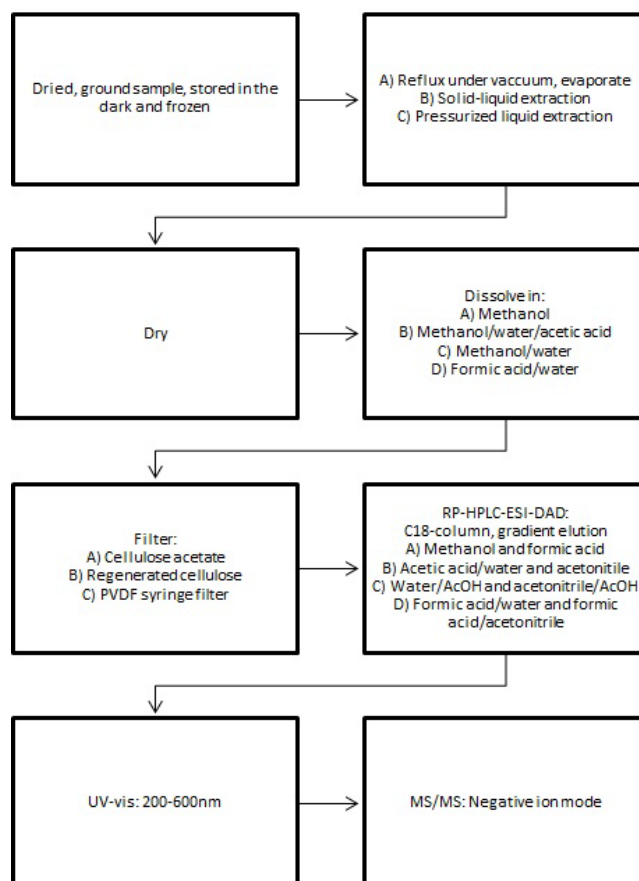 Dried, ground sample, stored in the
dark and frozen
A) Reflux under vaccuum, evaporate
B) Solid-liquid extraction
C) Pressurized liquid extraction
Dry
Dissolve in:
A) Methanol
B) Methanol/water/acetic acid
C) Methanol/water
D) Formic acid/water
Filter:
A) Cellulose acetate
B) Regenerated cellulose
C) PVDF syringe filter
RP-HPLC-ESI-DAD:
C18-column, gradient elution
A) Methanol and formic acid
B) Acetic acid/water and acetonitile
C) Water/AcOH and acetonitrile/AcOH
D) Formic acid/water and formic
acid/acetonitrile
UV-vis: 200-600nm
MS/MS: Negative ion mode